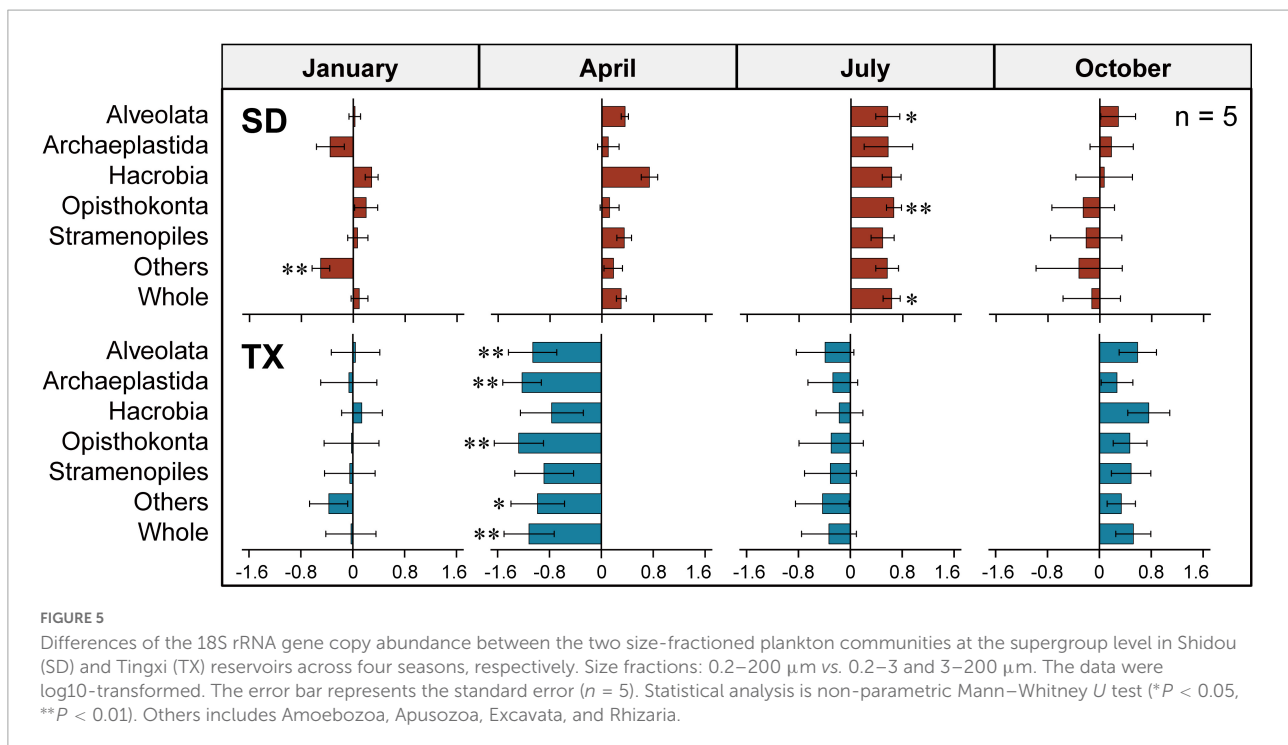 January April July October
SD n = 5
Alveolata *
Archaeplastida
Hacrobia
Opisthokonta **
Stramenopiles
Others **
Whole *
TX
Alveolata **
Archaeplastida **
Hacrobia
Opisthokonta **
Stramenopiles
Others *
Whole **
-1.6 -0.8 0 0.8 1.6 -1.6 -0.8 0 0.8 1.6 -1.6 -0.8 0 0.8 1.6 -1.6 -0.8 0 0.8 1.6
FIGURE 5
Differences of the 18S rRNA gene copy abundance between the two size-fractioned plankton communities at the supergroup level in Shidou
(SD) and Tingxi (TX) reservoirs across four seasons, respectively. Size fractions: 0.2–200 μm vs. 0.2–3 and 3–200 μm. The data were
log10-transformed. The error bar represents the standard error (n = 5). Statistical analysis is non-parametric Mann–Whitney U test (*P < 0.05,
**P < 0.01). Others includes Amoebozoa, Apusozoa, Excavata, and Rhizaria.